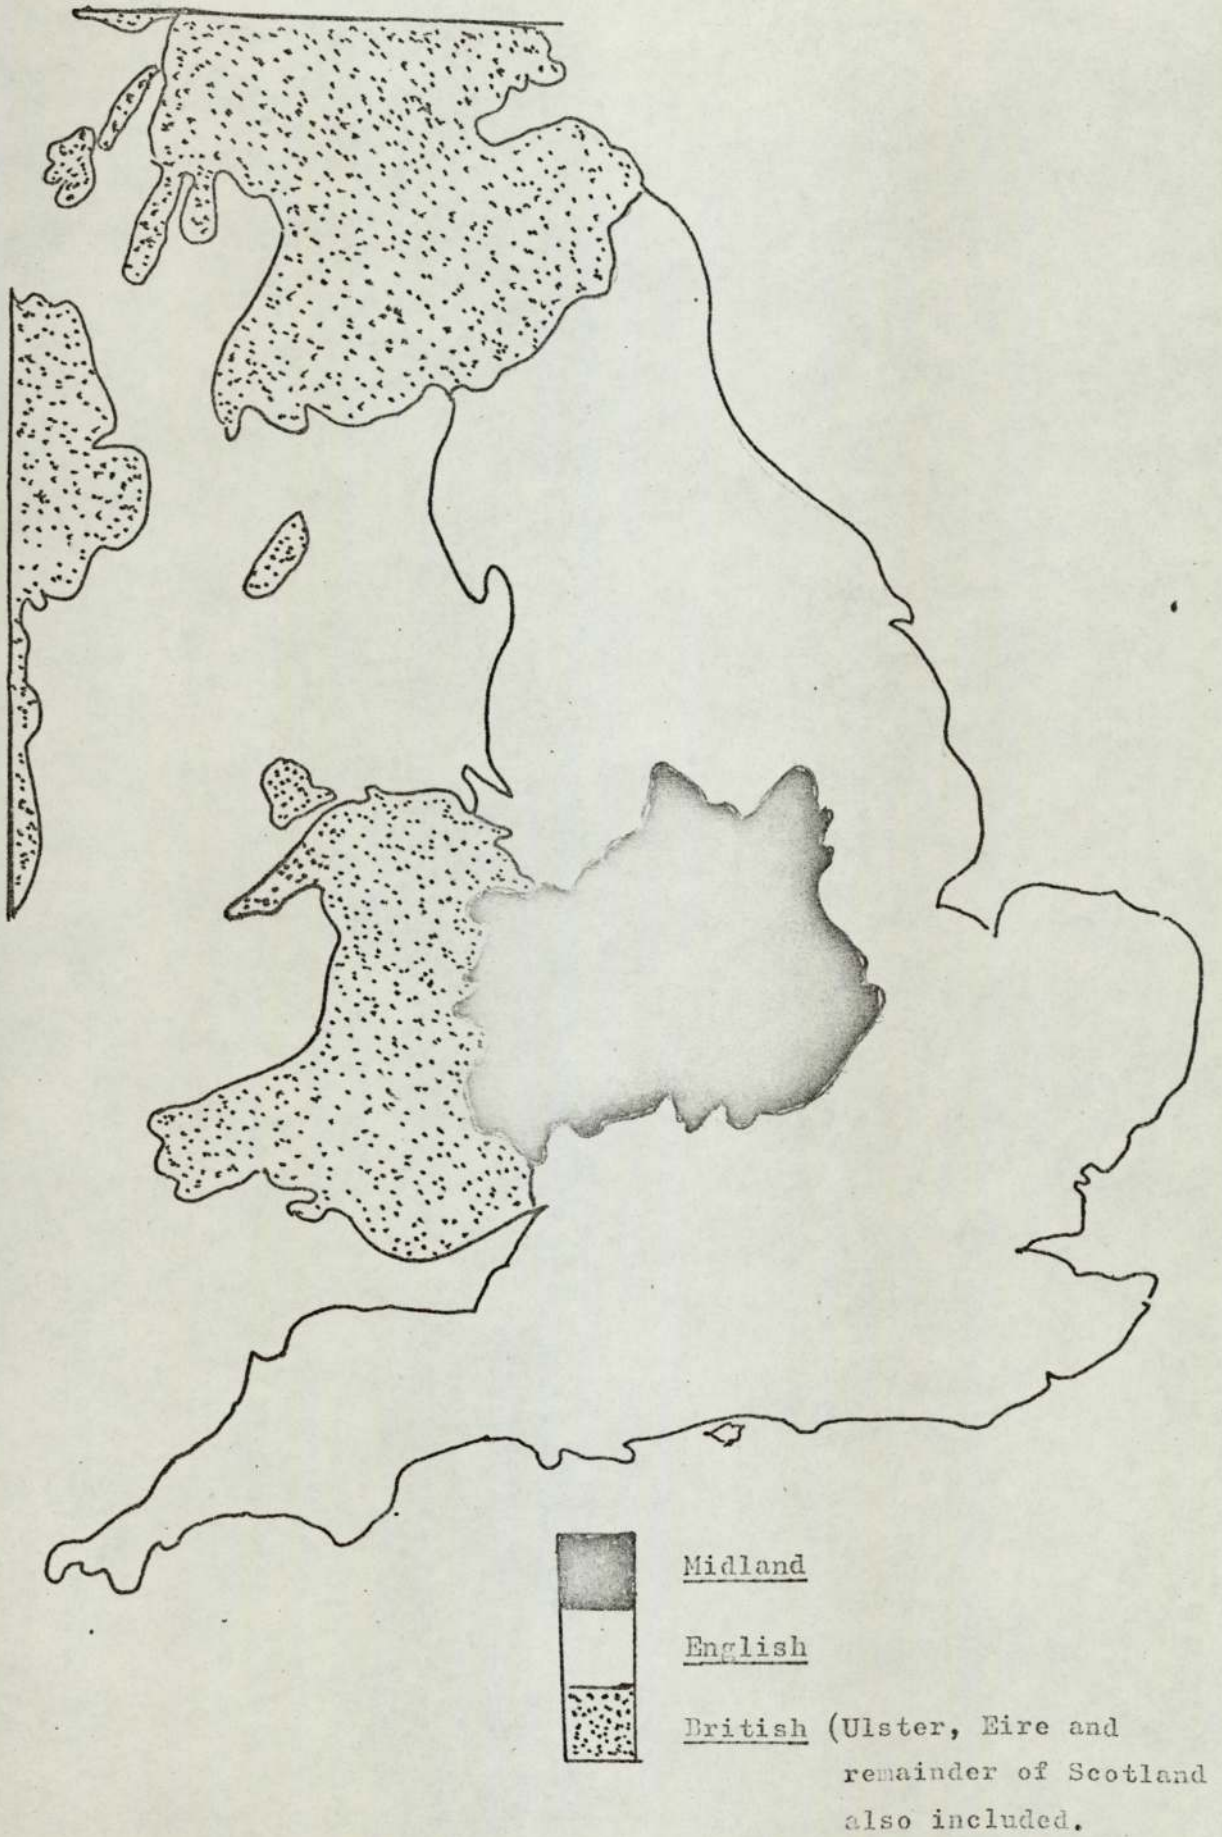 Midland
English
British (Ulster, Eire and
remainder of Scotland
also included.